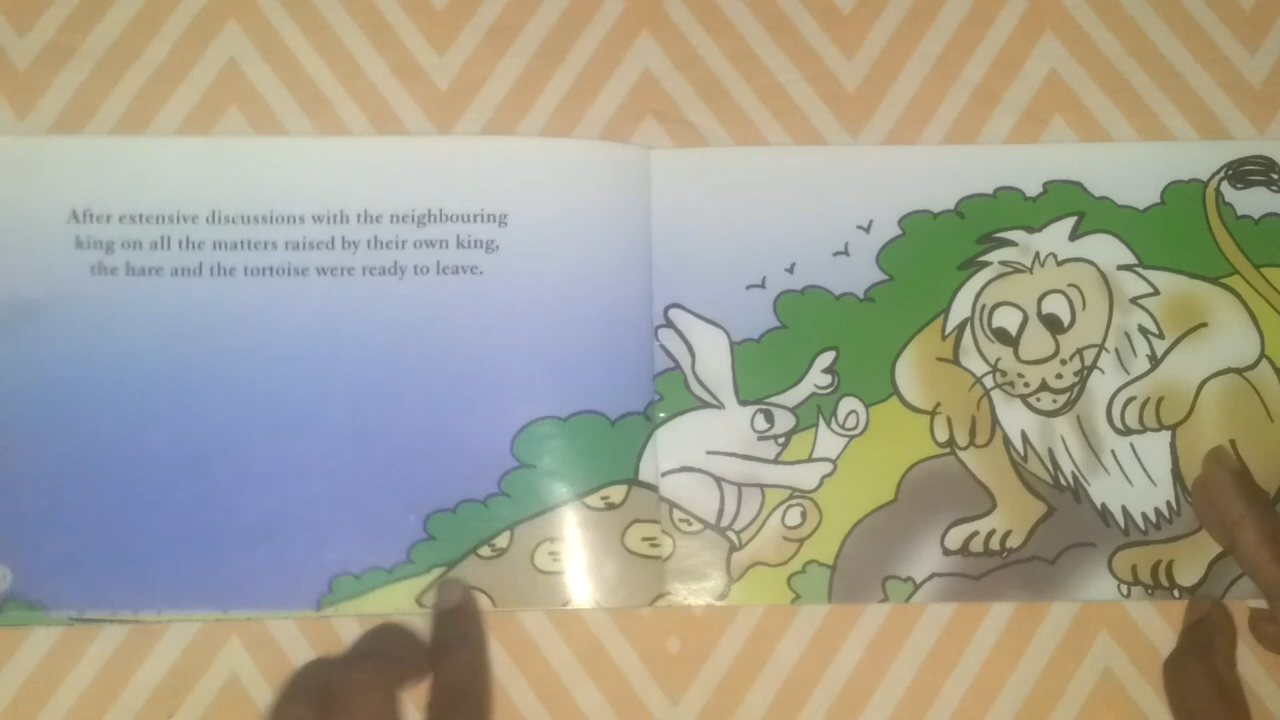 After extensive discussions with the neighbouring
king on all the matters raised by their own king,
the hare and the tortoise were ready to leave.